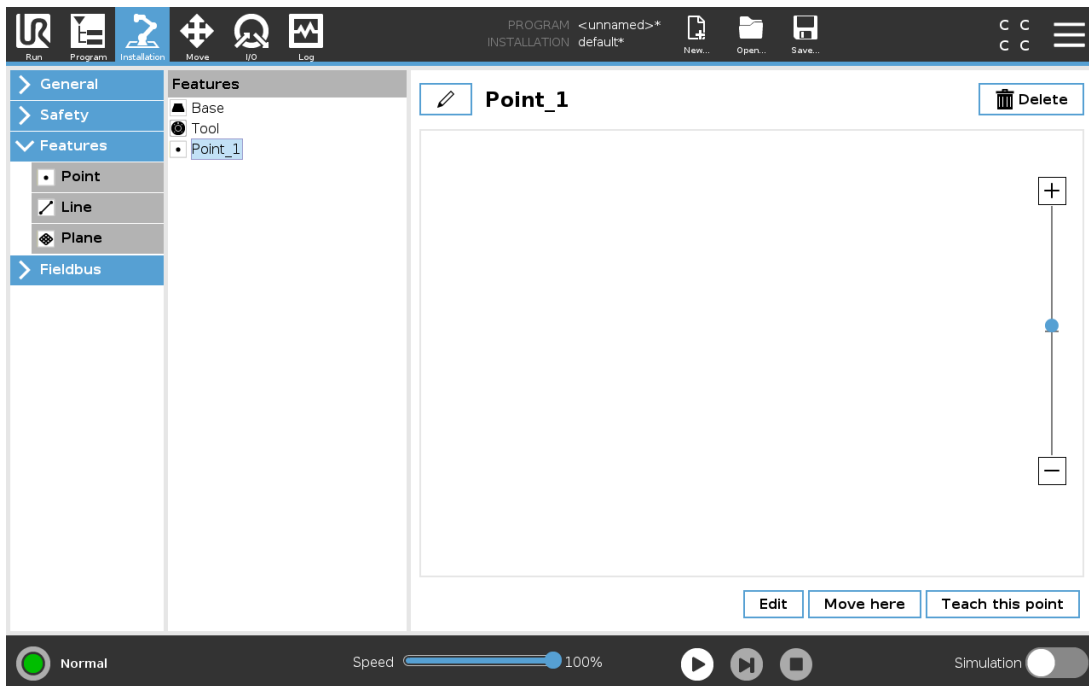 PROGRAM <unnamed>*
INSTALLATION default*
C C
C C
Run Program Installation Move I/O Log New... Open... Save...
General
Safety
Features
Point
Line
Plane
Fieldbus
Features
Base
Tool
Point_1
Point_1
Delete
Edit Move here Teach this point
Normal
Speed 100%
Simulation